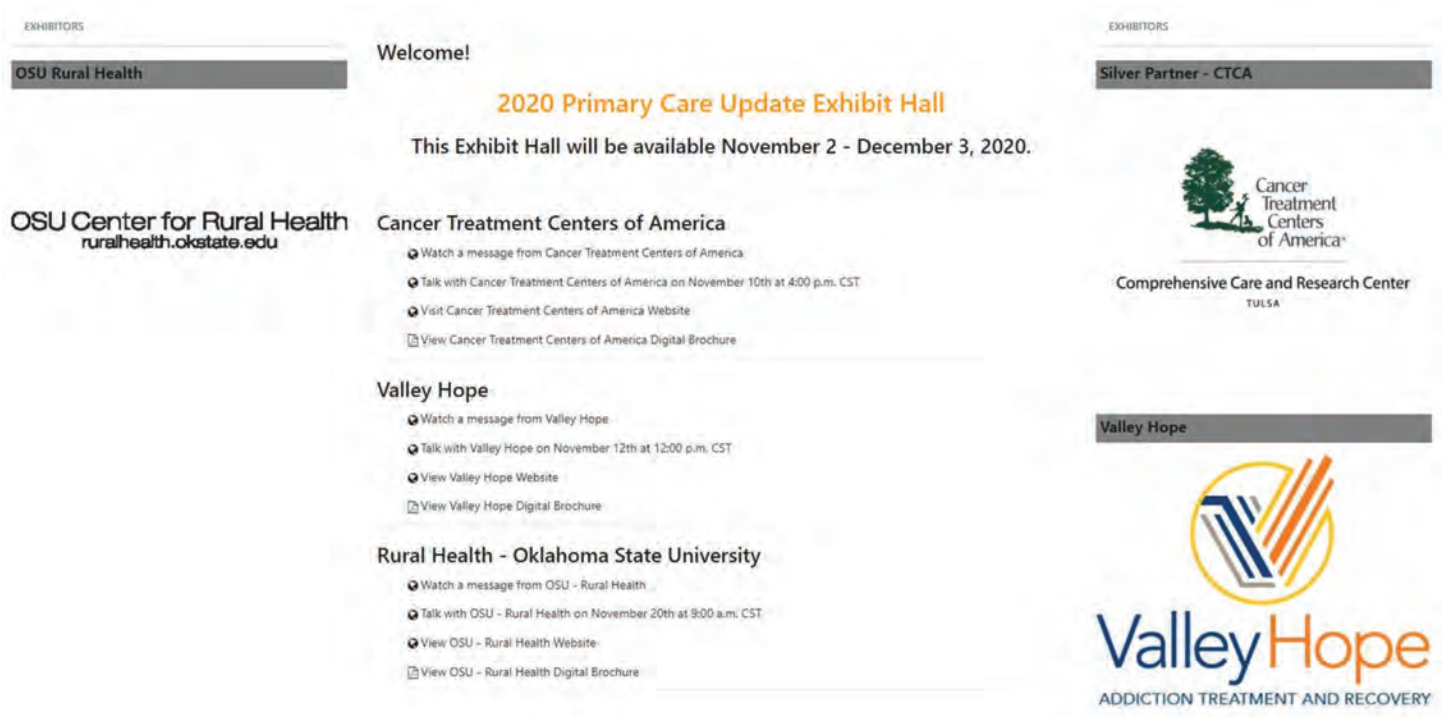 EXHIBITORS
OSU Rural Health
OSU Center for Rural Health
ruralhealth.okstate.edu
Welcome!
2020 Primary Care Update Exhibit Hall
This Exhibit Hall will be available November 2 - December 3, 2020.
Cancer Treatment Centers of America
Watch a message from Cancer Treatment Centers of America
Talk with Cancer Treatment Centers of America on November 10th at 4:00 p.m. CST
Visit Cancer Treatment Centers of America Website
View Cancer Treatment Centers of America Digital Brochure
Valley Hope
Watch a message from Valley Hope
Talk with Valley Hope on November 12th at 12:00 p.m. CST
View Valley Hope Website
View Valley Hope Digital Brochure
Rural Health - Oklahoma State University
Watch a message from OSU - Rural Health
Talk with OSU - Rural Health on November 20th at 9:00 a.m. CST
View OSU - Rural Health Website
View OSU - Rural Health Digital Brochure
EXHIBITORS
Silver Partner - CTCA
Cancer
Treatment
Centers
of America
Comprehensive Care and Research Center
TULSA
Valley Hope
ValleyHope
ADDICTION TREATMENT AND RECOVERY